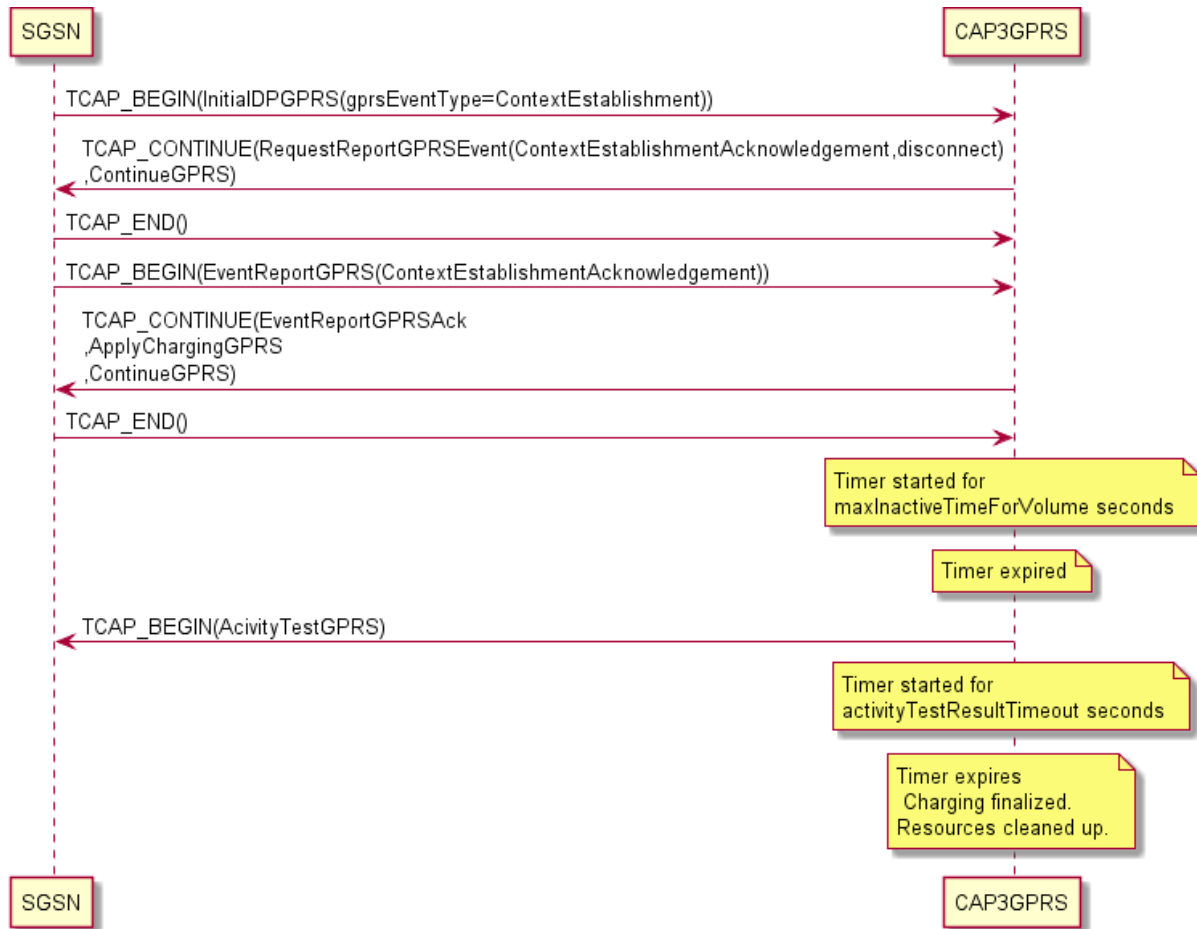 SGSN
CAP3GPRS
TCAP_BEGIN(InitialDPGPRS(gprsEventType=ContextEstablishment))
TCAP_CONTINUE(RequestReportGPRSEvent(ContextEstablishmentAcknowledgement,disconnect)
,ContinueGPRS)
TCAP_END()
TCAP_BEGIN(EventReportGPRS(ContextEstablishmentAcknowledgement))
TCAP_CONTINUE(EventReportGPRSAck
,ApplyChargingGPRS
,ContinueGPRS)
TCAP_END()
Timer started for
maxInactiveTimeForVolume seconds
Timer expired
TCAP_BEGIN(AcivityTestGPRS)
Timer started for
activityTestResultTimeout seconds
Timer expires
Charging finalized.
Resources cleaned up.
SGSN
CAP3GPRS